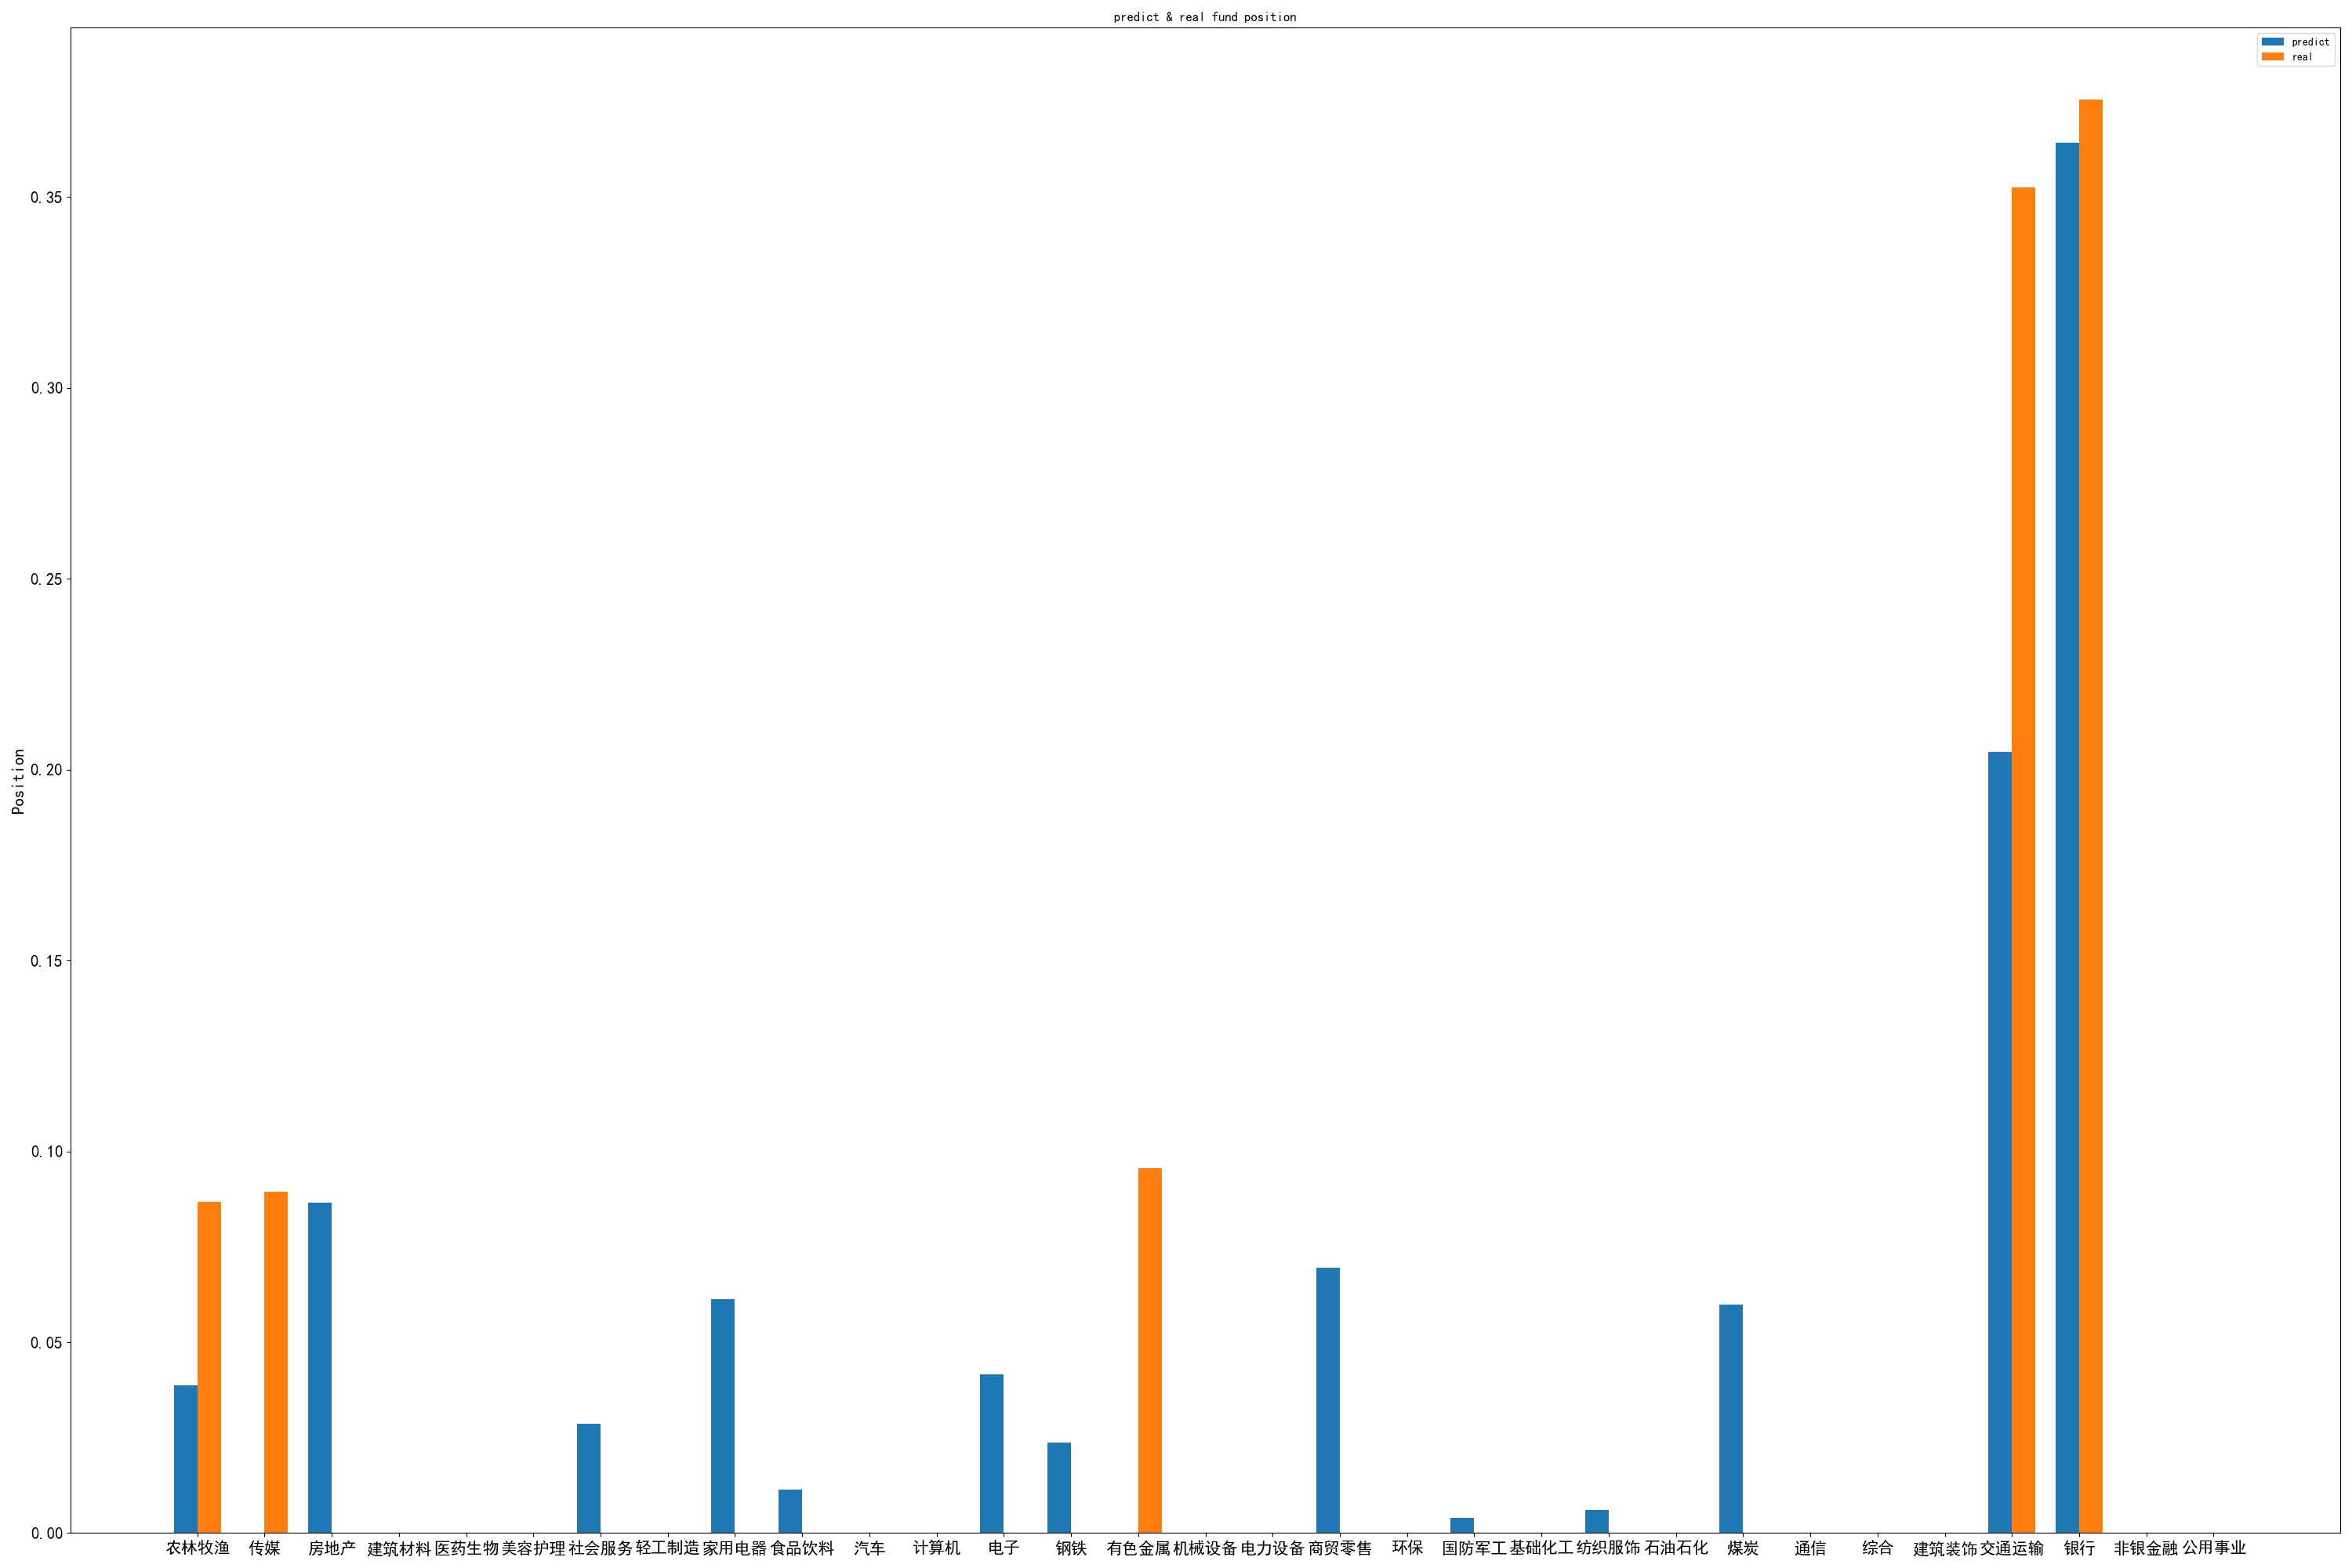 predict & real fund position
predict
real
0.35
0.30
0.25
0.20
0.15
0.10
0.05
0.00
Position
农林牧渔 传媒 房地产 建筑材料 医药生物 美容护理 社会服务 轻工制造 家用电器 食品饮料 汽车 计算机 电子 钢铁 有色金属 机械设备 电力设备 商贸零售 环保 国防军工 基础化工 纺织服饰 石油石化 煤炭 通信 综合 建筑装饰 交通运输 银行 非银金融 公用事业